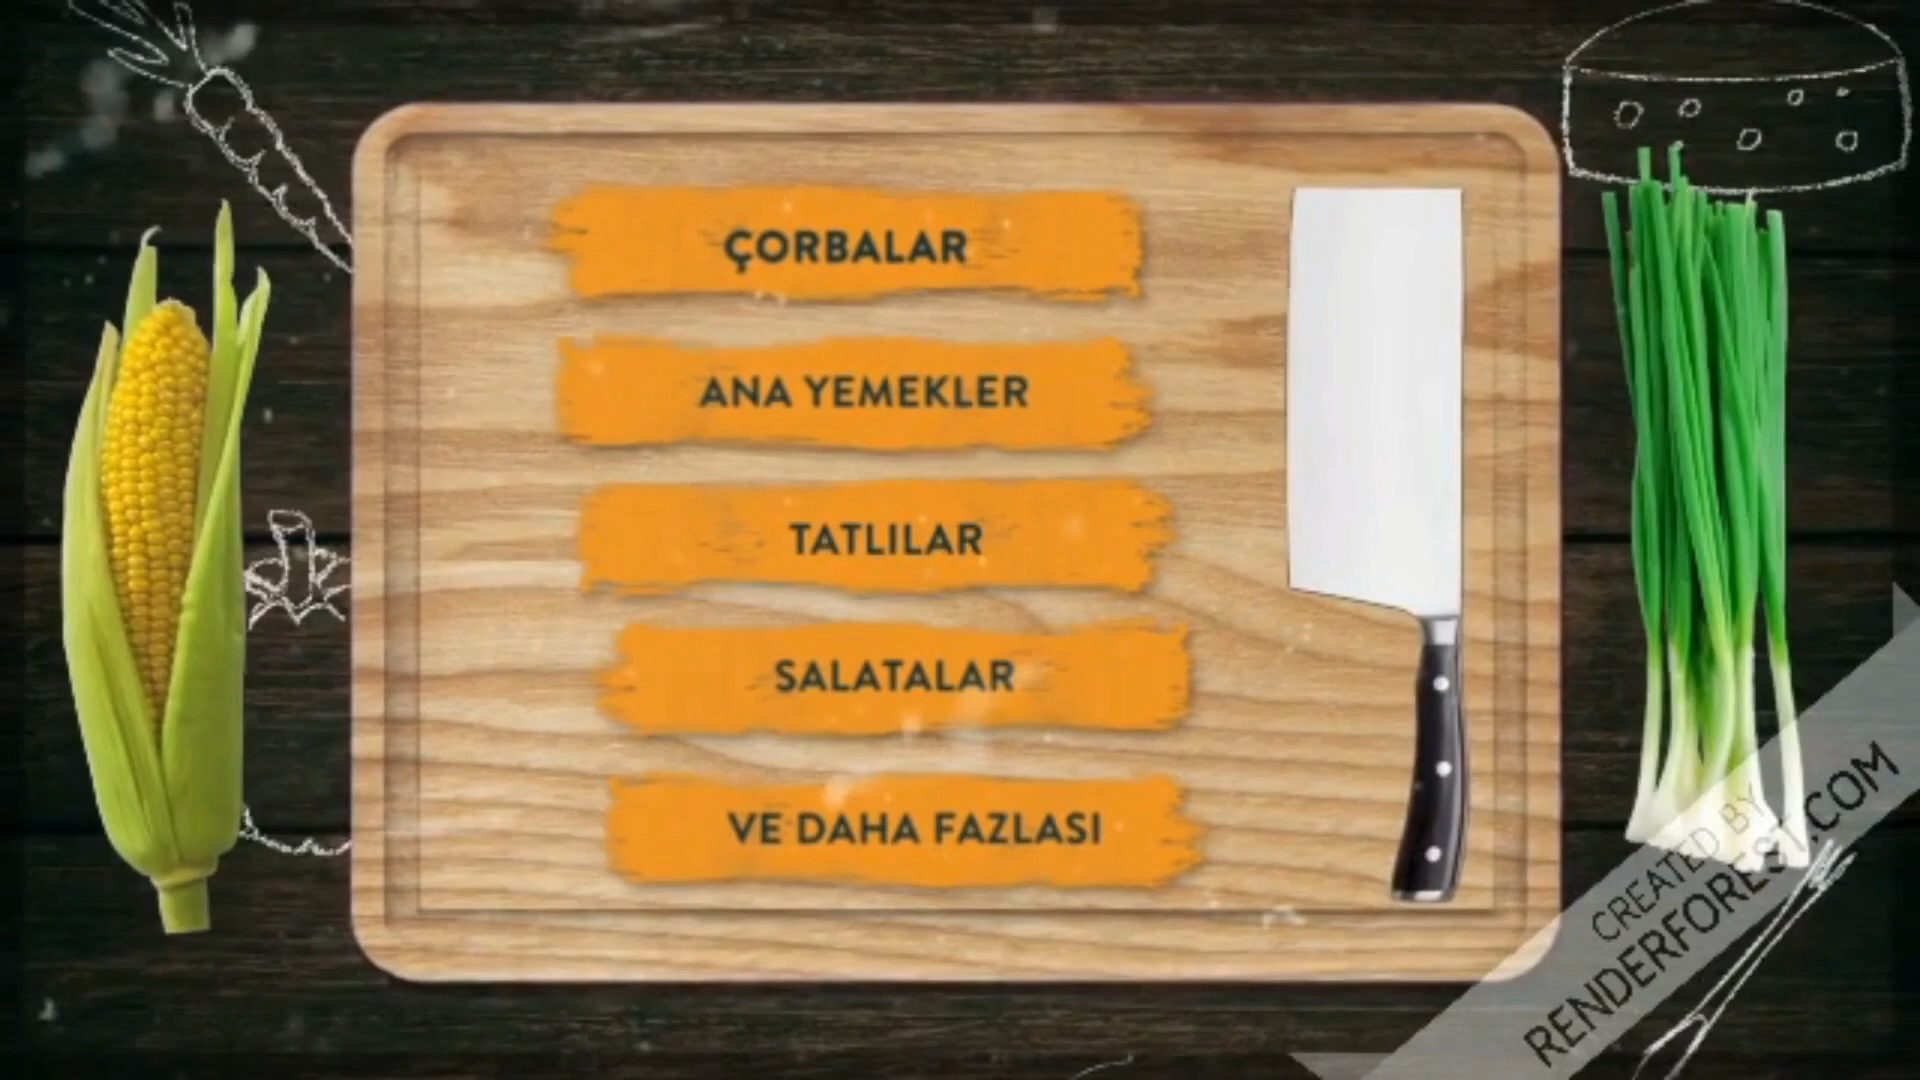 ÇORBALAR
ANA YEMEKLER
TATLILAR
SALATALAR
VE DAHA FAZLASI
CREATED BY
RENDERFOREST.COM